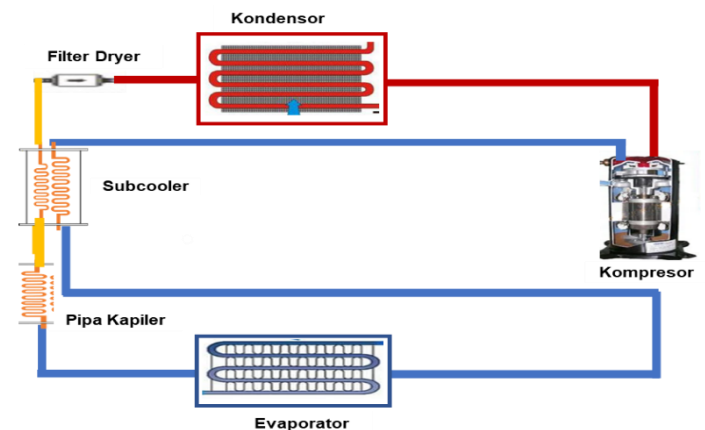 Kondensor
Filter Dryer
Subcooler
Kompresor
Pipa Kapiler
Evaporator